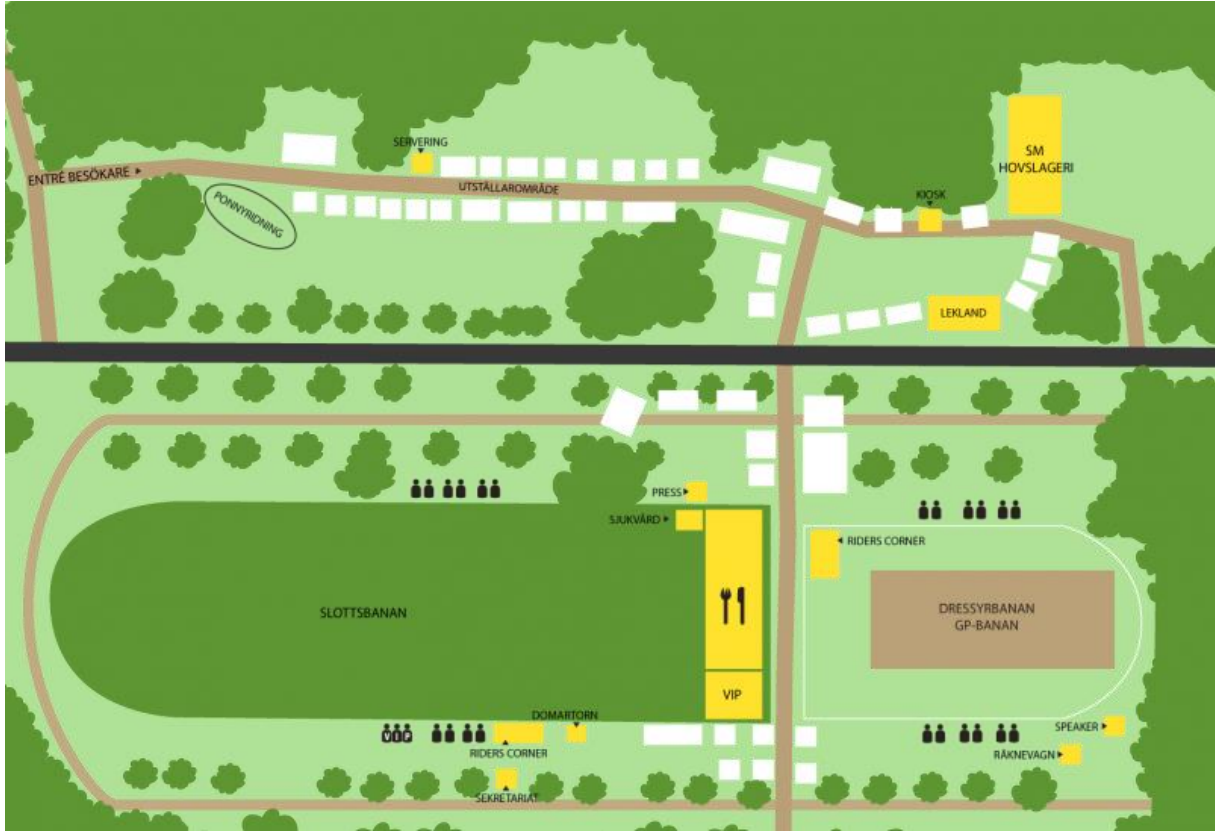 SERVERING
SM
HOVSLAGERI
ENTRÉ BESÖKARE
UTSTÄLLAROMRÅDE
PONNYRIDNING
KIOSK
LEKLAND
PRESS
SJUKVÅRD
RIDERS CORNER
SLOTTSBANAN
DRESSYRBANAN
GP-BANAN
VIP
DOMARTORN
VIP
SPEAKER
RIDERS CORNER
RÄKNEVAGN
SEKRETARIAT